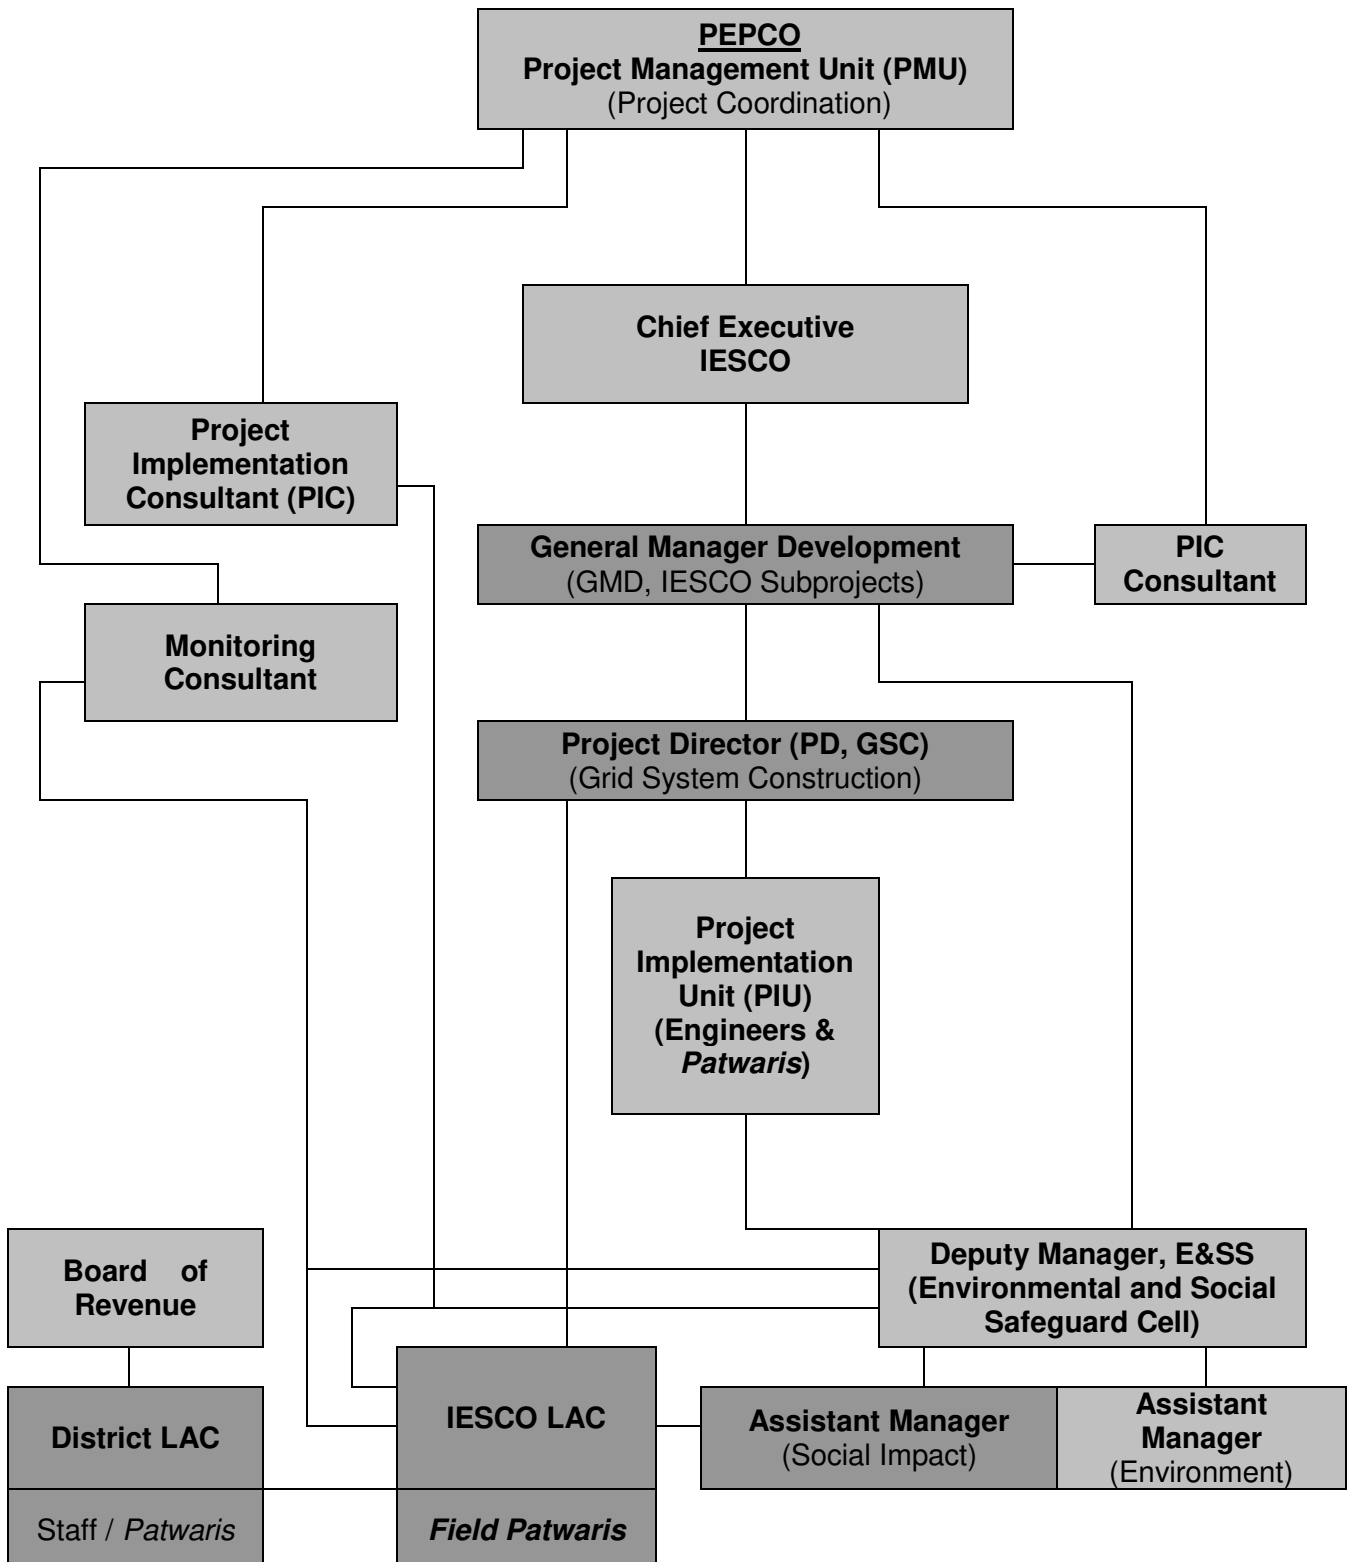 PEPCO
Project Management Unit (PMU)
(Project Coordination)
Chief Executive
IESCO
Project
Implementation
Consultant (PIC)
General Manager Development
(GMD, IESCO Subprojects)
PIC
Consultant
Monitoring
Consultant
Project Director (PD, GSC)
(Grid System Construction)
Project
Implementation
Unit (PIU)
(Engineers &
Patwaris)
Board of
Revenue
Deputy Manager, E&SS
(Environmental and Social
Safeguard Cell)
District LAC
Staff / Patwaris
IESCO LAC
Field Patwaris
Assistant Manager
(Social Impact)
Assistant
Manager
(Environment)